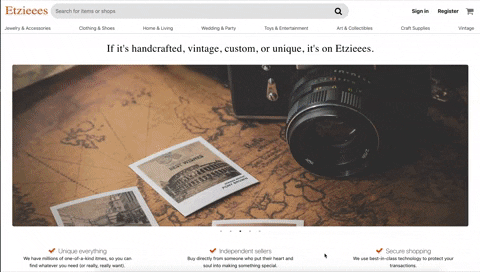 Etzieees
Search for items or shops
Sign in
Register
Jewelry & Accessories
Clothing & Shoes
Home & Living
Wedding & Party
Toys & Entertainment
Art & Collectibles
Craft Supplies
Vintage
If it's handcrafted, vintage, custom, or unique, it's on Etzieees.
BEST WISHES
Unique everything
We have millions of one-of-a-kind items, so you can
find whatever you need (or really, really want).
Independent sellers
Buy directly from someone who put their heart and
soul into making something special.
Secure shopping
We use best-in-class technology to protect your
transactions.